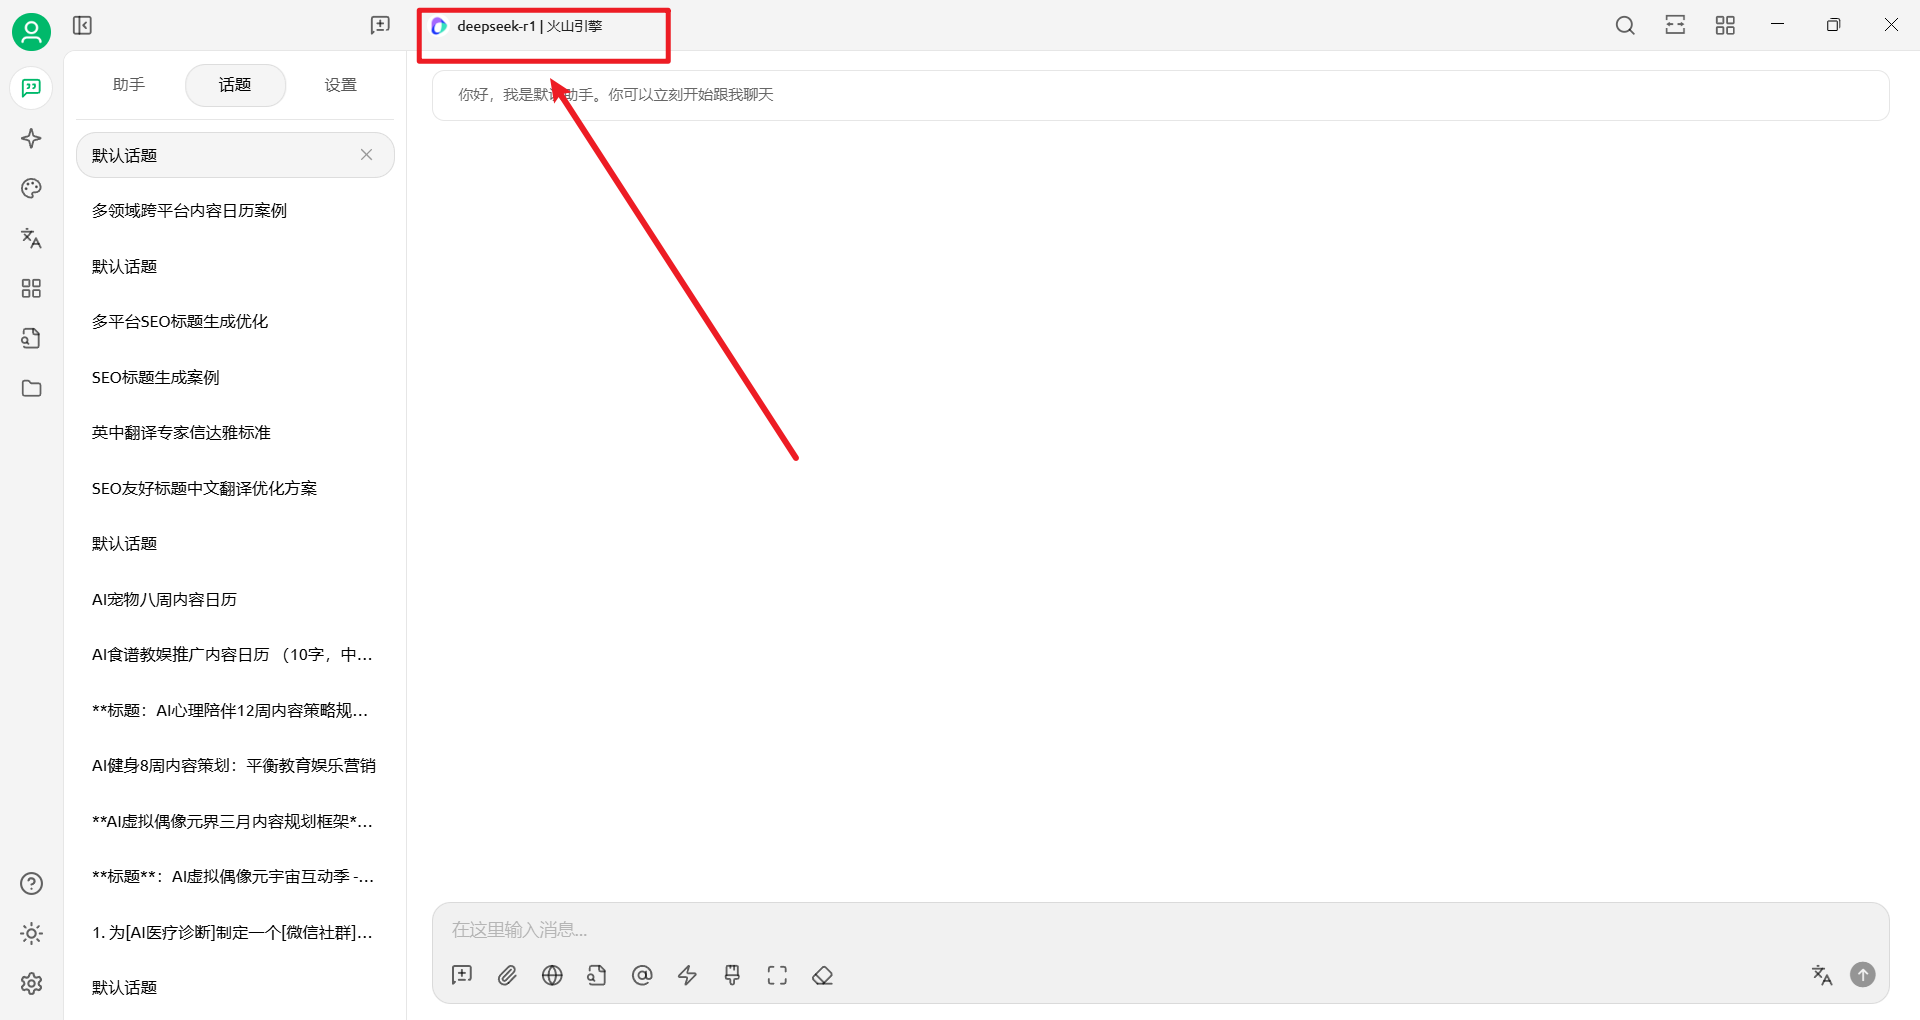 deepseek-r1 | 火山引擎
助手
话题
设置
默认话题
多领域跨平台内容日历案例
默认话题
多平台SEO标题生成优化
SEO标题生成案例
英中翻译专家信达雅标准
SEO友好标题中文翻译优化方案
默认话题
AI宠物八周内容日历
AI食谱教娱推广内容日历 （10字，中...
**标题：AI心理陪伴12周内容策略规...
AI健身8周内容策划：平衡教育娱乐营销
**AI虚拟偶像元界三月内容规划框架*...
**标题**：AI虚拟偶像元宇宙互动季 -...
1. 为[AI医疗诊断]制定一个[微信社群]...
默认话题
你好，我是默认助手。你可以立刻开始跟我聊天
在这里输入消息...